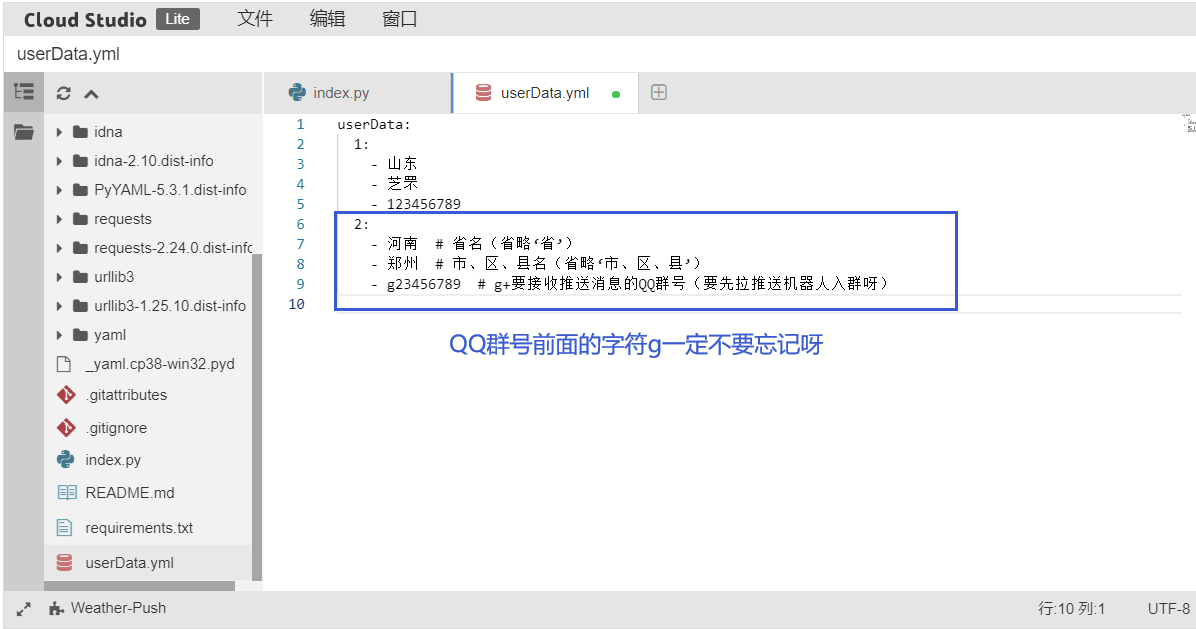 Cloud Studio Lite 文件 编辑 窗口
userData.yml
index.py userData.yml
idna
idna-2.10.dist-info
PyYAML-5.3.1.dist-info
requests
requests-2.24.0.dist-info
urllib3
urllib3-1.25.10.dist-info
yaml
_yaml.cp38-win32.pyd
.gitattributes
.gitignore
index.py
README.md
requirements.txt
userData.yml
1 userData:
2 1:
3 - 山东
4 - 芝罘
5 - 123456789
6 2:
7 - 河南 # 省名（省略‘省’）
8 - 郑州 # 市、区、县名（省略‘市、区、县’）
9 - g23456789 # g+要接收推送消息的QQ群号（要先拉推送机器人入群呀）
10
QQ群号前面的字符g一定不要忘记呀
Weather-Push 行:10 列:1 UTF-8